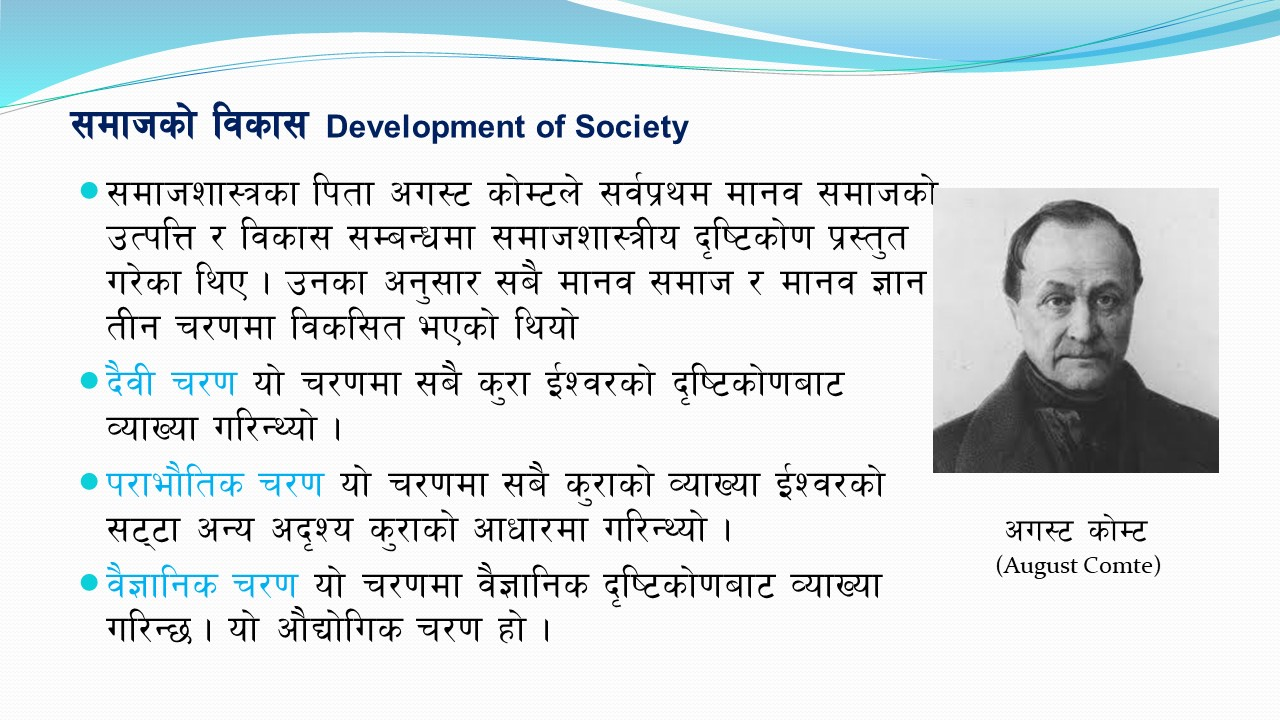 समाजको विकास Development of Society
समाजशास्त्रका पिता अगस्ट कोम्टले सर्वप्रथम मानव समाजको
उत्पत्ति र विकास सम्बन्धमा समाजशास्त्रीय दृष्टिकोण प्रस्तुत
गरेका थिए । उनका अनुसार सबै मानव समाज र मानव ज्ञान
तीन चरणमा विकसित भएको थियो
दैवी चरण यो चरणमा सबै कुरा ईश्वरको दृष्टिकोणबाट
व्याख्या गरिन्थ्यो ।
पराभौतिक चरण यो चरणमा सबै कुराको व्याख्या ईश्वरको
सट्टा अन्य अदृश्य कुराको आधारमा गरिन्थ्यो ।
वैज्ञानिक चरण यो चरणमा वैज्ञानिक दृष्टिकोणबाट व्याख्या
गरिन्छ । यो औद्योगिक चरण हो ।
अगस्ट कोम्ट
(August Comte)